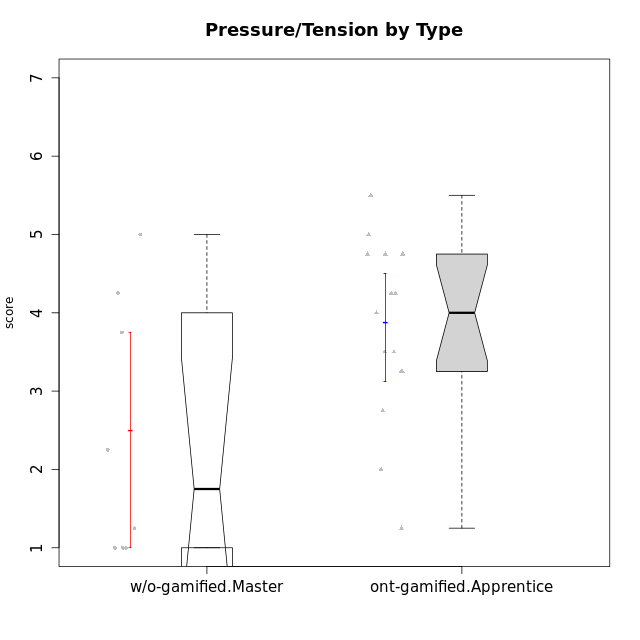 Pressure/Tension by Type
7
6
5
4
3
2
1
score
w/o-gamified.Master
ont-gamified.Apprentice